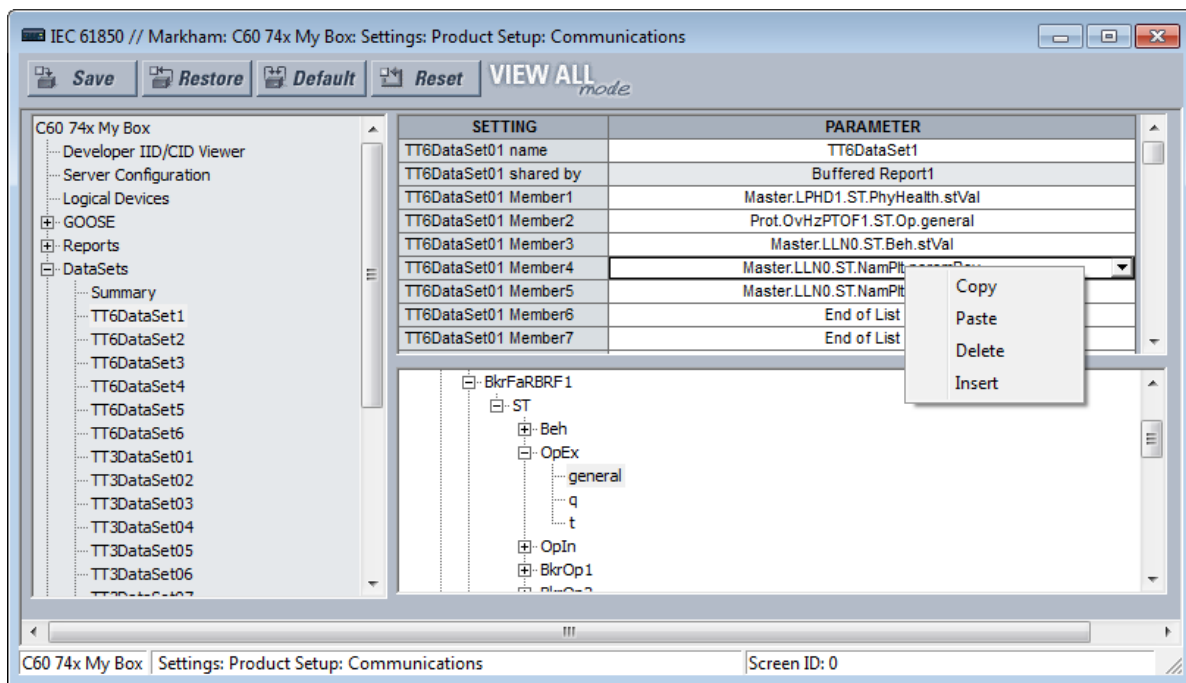 IEC 61850 // Markham: C60 74x My Box: Settings: Product Setup: Communications
Save Restore Default Reset VIEW ALL mode
C60 74x My Box
Developer IID/CID Viewer
Server Configuration
Logical Devices
GOOSE
Reports
DataSets
Summary
TT6DataSet1
TT6DataSet2
TT6DataSet3
TT6DataSet4
TT6DataSet5
TT6DataSet6
TT3DataSet01
TT3DataSet02
TT3DataSet03
TT3DataSet04
TT3DataSet05
TT3DataSet06
TT3DataSet07
SETTING PARAMETER
TT6DataSet01 name TT6DataSet1
TT6DataSet01 shared by Buffered Report1
TT6DataSet01 Member1 Master.LPHD1.ST.PhyHealth.stVal
TT6DataSet01 Member2 Prot.OvHzPTOF1.ST.Op.general
TT6DataSet01 Member3 Master.LLN0.ST.Beh.stVal
TT6DataSet01 Member4 Master.LLN0.ST.NamPlt.paramRev
TT6DataSet01 Member5 Master.LLN0.ST.NamPlt
TT6DataSet01 Member6 End of List
TT6DataSet01 Member7 End of List
Copy
Paste
Delete
Insert
BkrFaRBRF1
ST
Beh
OpEx
general
q
t
OpIn
BkrOp1
BkrOp2
C60 74x My Box Settings: Product Setup: Communications Screen ID: 0